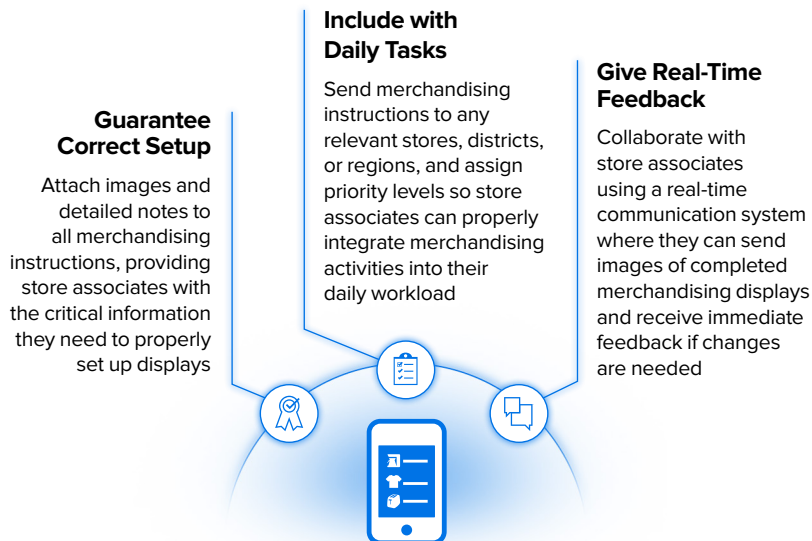 Guarantee
Correct Setup
Attach images and
detailed notes to
all merchandising
instructions, providing
store associates with
the critical information
they need to properly
set up displays
Include with
Daily Tasks
Send merchandising
instructions to any
relevant stores, districts,
or regions, and assign
priority levels so store
associates can properly
integrate merchandising
activities into their
daily workload
Give Real-Time
Feedback
Collaborate with
store associates
using a real-time
communication system
where they can send
images of completed
merchandising displays
and receive immediate
feedback if changes
are needed